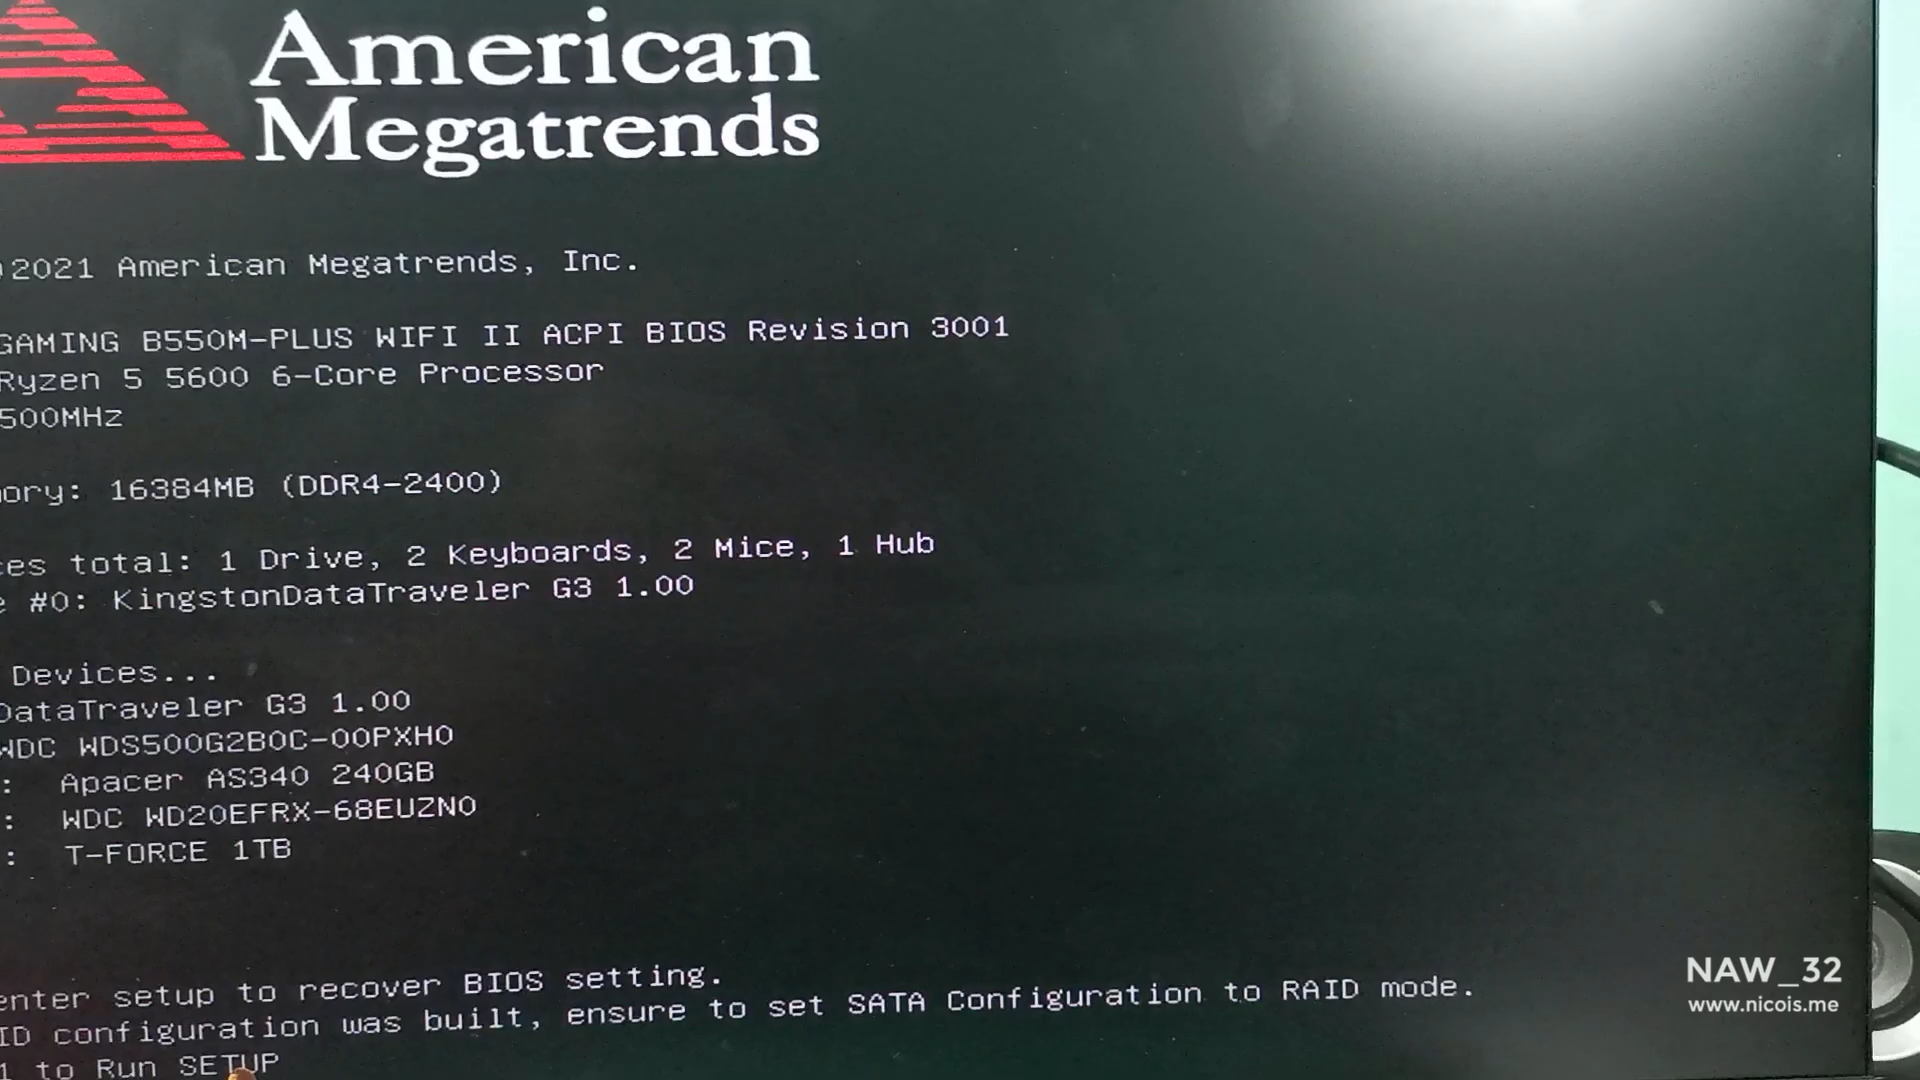 American
Megatrends
2021 American Megatrends, Inc.
GAMING B550M-PLUS WIFI II ACPI BIOS Revision 3001
Ryzen 5 5600 6-Core Processor
500MHz
ory: 16384MB (DDR4-2400)
ces total: 1 Drive, 2 Keyboards, 2 Mice, 1 Hub
e #0: KingstonDataTraveler G3 1.00
Devices...
DataTraveler G3 1.00
WDC WDS500G2B0C-00PXH0
: Apacer AS340 240GB
: WDC WD20EFRX-68EUZN0
: T-FORCE 1TB
enter setup to recover BIOS setting.
ID configuration was built, ensure to set SATA Configuration to RAID mode.
1 to Run SETUP
NAW_32
www.nicois.me